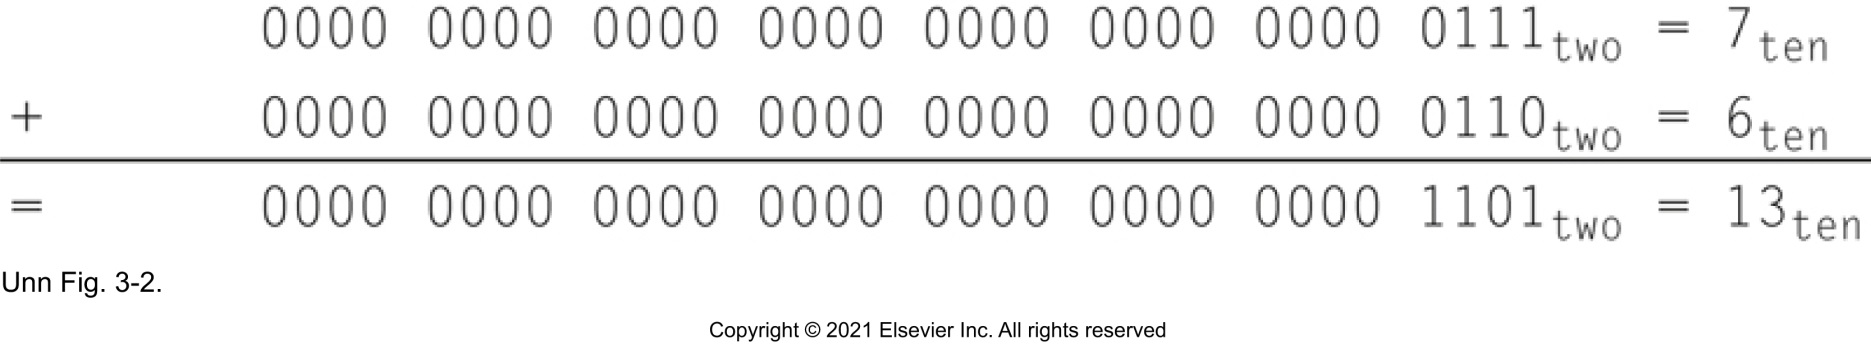 0000 0000 0000 0000 0000 0000 0000 0111two = 7ten
+ 0000 0000 0000 0000 0000 0000 0000 0110two = 6ten
= 0000 0000 0000 0000 0000 0000 0000 1101two = 13ten
Unn Fig. 3-2.
Copyright © 2021 Elsevier Inc. All rights reserved